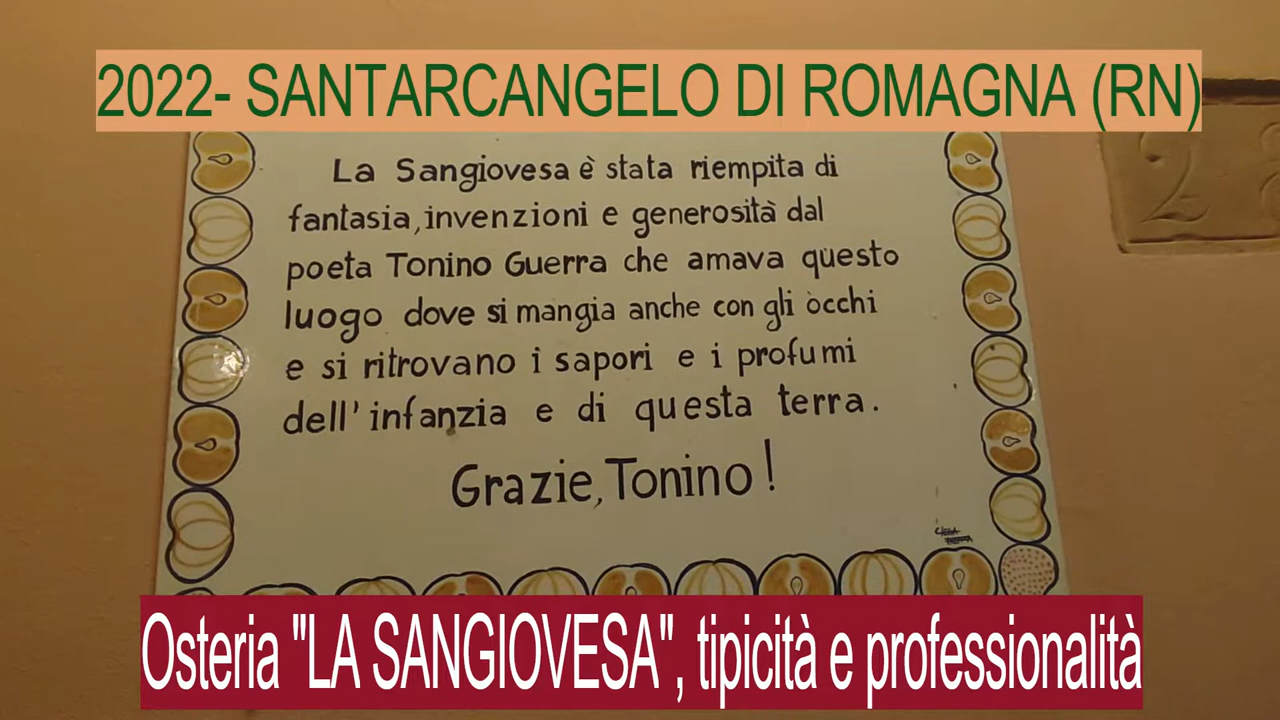 2022- SANTARCANGELO DI ROMAGNA (RN)
La Sangiovesa è stata riempita di
fantasia, invenzioni e generosità dal
poeta Tonino Guerra che amava questo
luogo dove si mangia anche con gli òcchi
e si ritrovano i sapori e i profumi
dell'infanzia e di questa terra.
Grazie, Tonino!
Osteria "LA SANGIOVESA", tipicità e professionalità